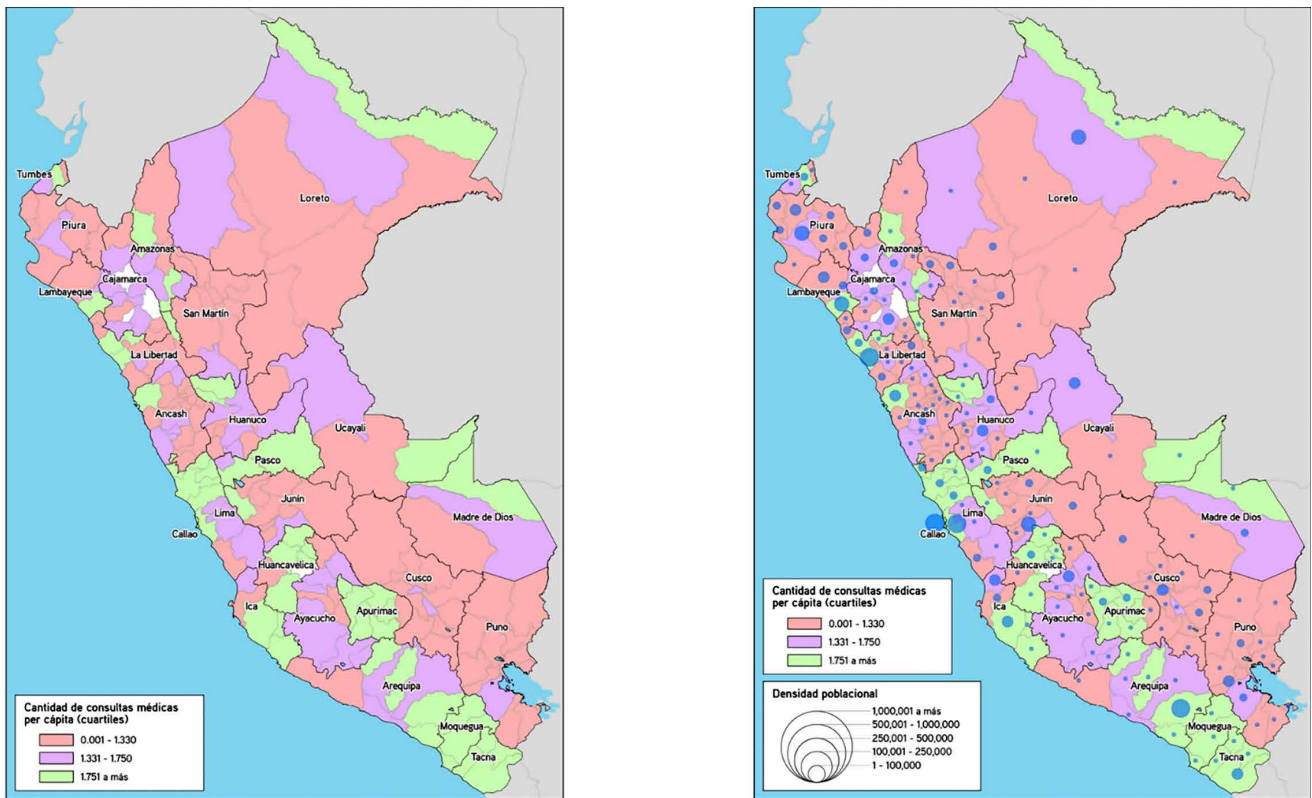 Tumbes
Piura
Loreto
Amazonas
Cajamarca
Lambayeque
San Martín
La Libertad
Ancash
Huanuco
Ucayali
Pasco
Junín
Lima
Madre de Dios
Callao
Huancavelica
Cusco
Ica
Apurimac
Ayacucho
Puno
Arequipa
Moquegua
Tacna
Cantidad de consultas médicas
per cápita (cuartiles)
0.001 - 1.330
1.331 - 1.750
1.751 a más
Tumbes
Piura
Loreto
Amazonas
Cajamarca
Lambayeque
San Martín
La Libertad
Ancash
Huanuco
Ucayali
Pasco
Junín
Lima
Madre de Dios
Callao
Huancavelica
Cusco
Ica
Apurimac
Ayacucho
Puno
Arequipa
Moquegua
Tacna
Cantidad de consultas médicas
per cápita (cuartiles)
0.001 - 1.330
1.331 - 1.750
1.751 a más
Densidad poblacional
1,000,001 a más
500,001 - 1,000,000
250,001 - 500,000
100,001 - 250,000
1 - 100,000